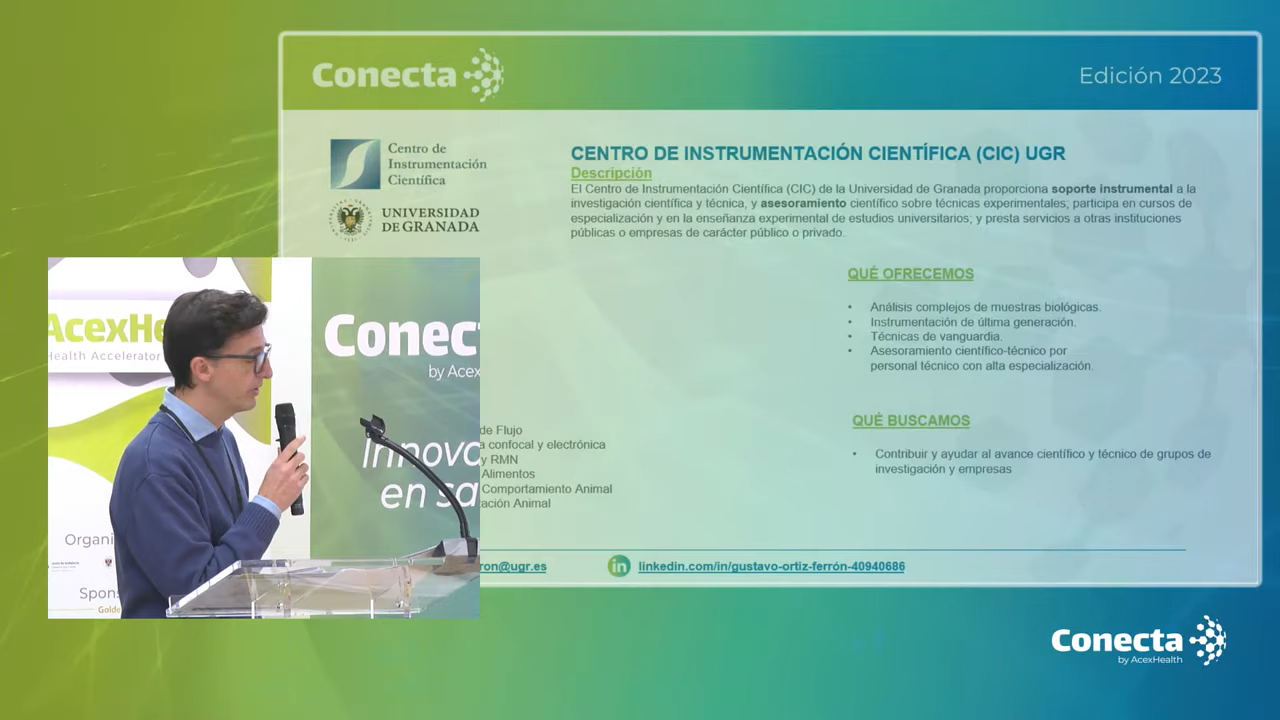 Conecta
Edición 2023
Centro de
Instrumentación
Científica
UNIVERSIDAD
DE GRANADA
CENTRO DE INSTRUMENTACIÓN CIENTÍFICA (CIC) UGR
Descripción
El Centro de Instrumentación Científica (CIC) de la Universidad de Granada proporciona soporte instrumental a la
investigación científica y técnica, y asesoramiento científico sobre técnicas experimentales; participa en cursos de
especialización y en la enseñanza experimental de estudios universitarios; y presta servicios a otras instituciones
públicas o empresas de carácter público o privado.
QUÉ OFRECEMOS
• Análisis complejos de muestras biológicas.
• Instrumentación de última generación.
• Técnicas de vanguardia.
• Asesoramiento científico-técnico por
personal técnico con alta especialización.
QUÉ BUSCAMOS
• Contribuir y ayudar al avance científico y técnico de grupos de
investigación y empresas
de Flujo
a confocal y electrónica
y RMN
Alimentos
Comportamiento Animal
ación Animal
ron@ugr.es
in
linkedin.com/in/gustavo-ortiz-ferrón-40940686
AcexHe
Health Accelerator
Conec
by Acex
Innova
en sa
Organi
Spons
Golde
Conecta
by AcexHealth